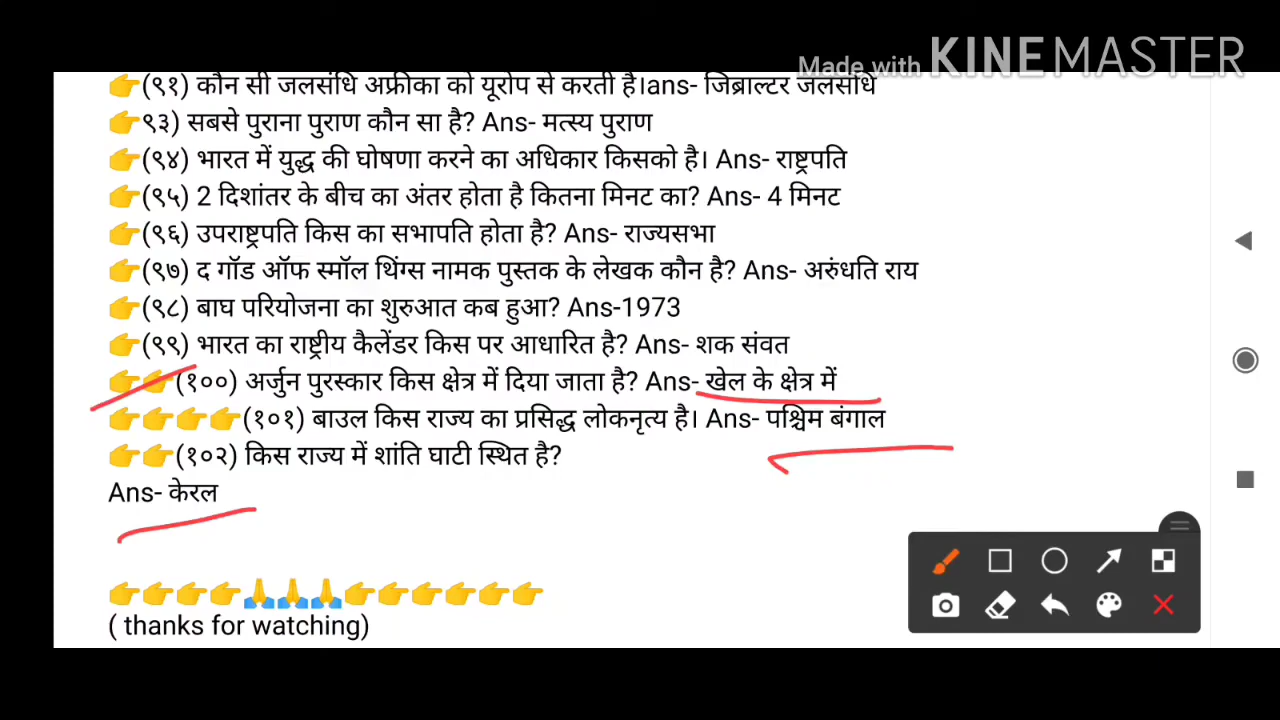 Made with KINEMASTER
👉(९१) कौन सी जलसंधि अफ्रीका को यूरोप से करती है।ans- जिब्राल्टर जलसंधि
👉९३) सबसे पुराना पुराण कौन सा है? Ans- मत्स्य पुराण
👉(९४) भारत में युद्ध की घोषणा करने का अधिकार किसको है। Ans- राष्ट्रपति
👉(९५) 2 दिशांतर के बीच का अंतर होता है कितना मिनट का? Ans- 4 मिनट
👉(९६) उपराष्ट्रपति किस का सभापति होता है? Ans- राज्यसभा
👉(९७) द गॉड ऑफ स्मॉल थिंग्स नामक पुस्तक के लेखक कौन है? Ans- अरुंधति राय
👉(९८) बाघ परियोजना का शुरुआत कब हुआ? Ans-1973
👉(९९) भारत का राष्ट्रीय कैलेंडर किस पर आधारित है? Ans- शक संवत
👉👉(१००) अर्जुन पुरस्कार किस क्षेत्र में दिया जाता है? Ans- खेल के क्षेत्र में
👉👉👉👉(१०१) बाउल किस राज्य का प्रसिद्ध लोकनृत्य है। Ans- पश्चिम बंगाल
👉👉(१०२) किस राज्य में शांति घाटी स्थित है?
Ans- केरल
👉👉👉👉🙏🙏🙏👉👉👉👉👉👉
( thanks for watching)